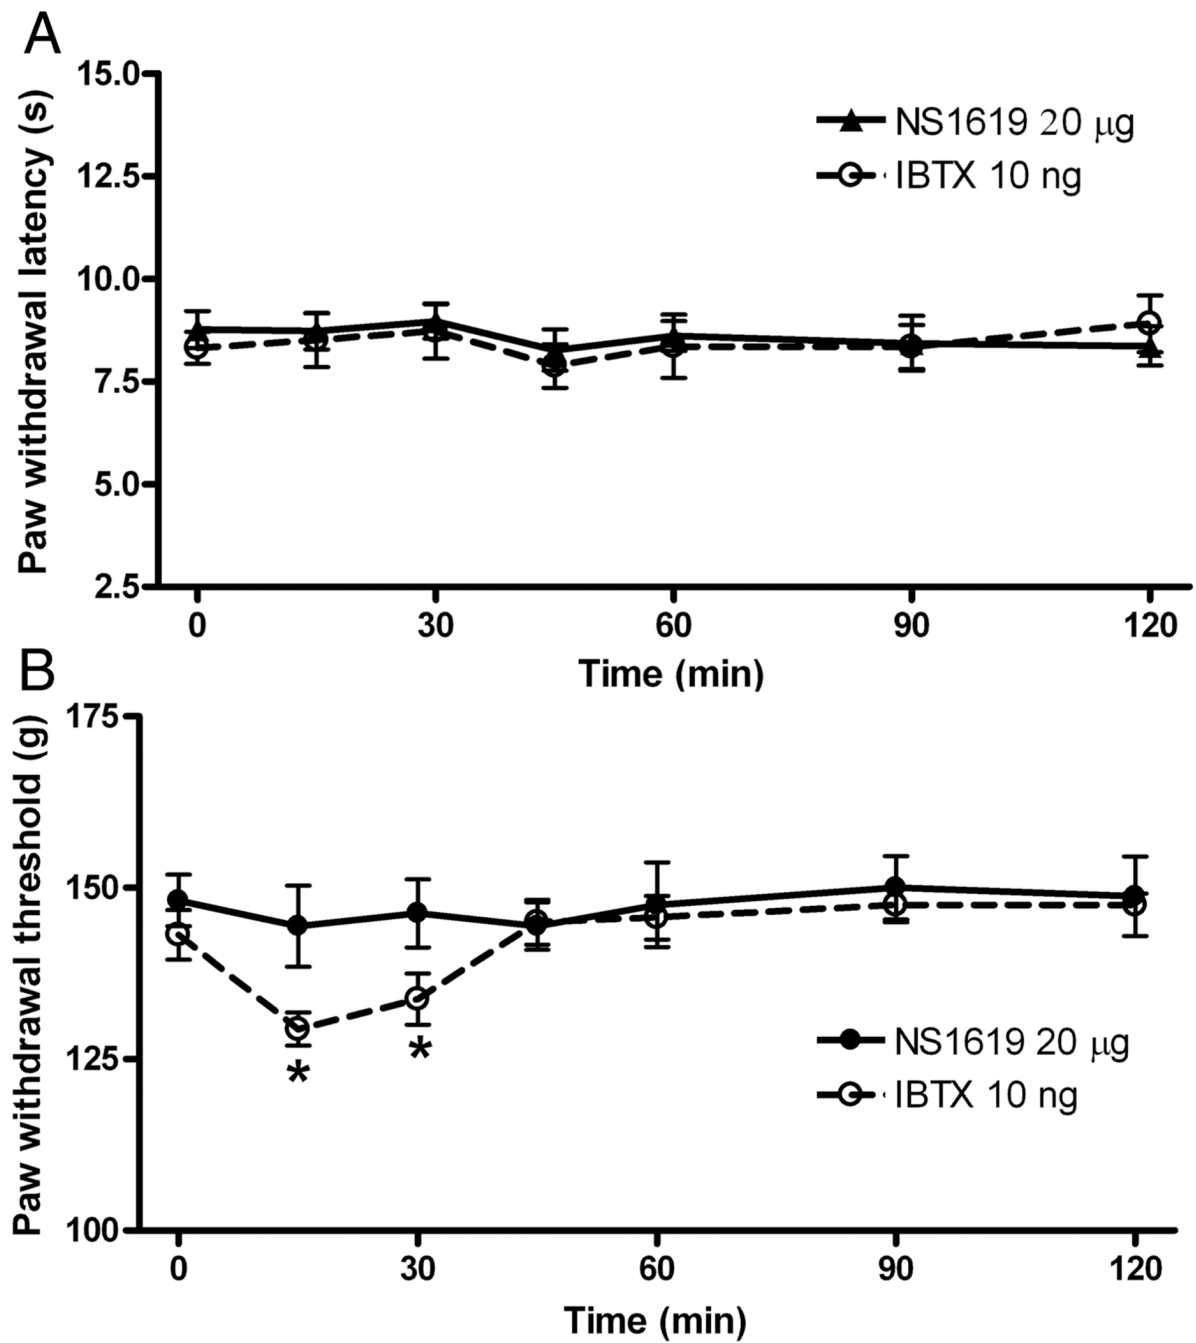 A
15.0
12.5
10.0
7.5
5.0
2.5
Paw withdrawal latency (s)
NS1619 20 μg
IBTX 10 ng
0 30 60 90 120
Time (min)
B
175
150
125
100
Paw withdrawal threshold (g)
* *
NS1619 20 μg
IBTX 10 ng
0 30 60 90 120
Time (min)